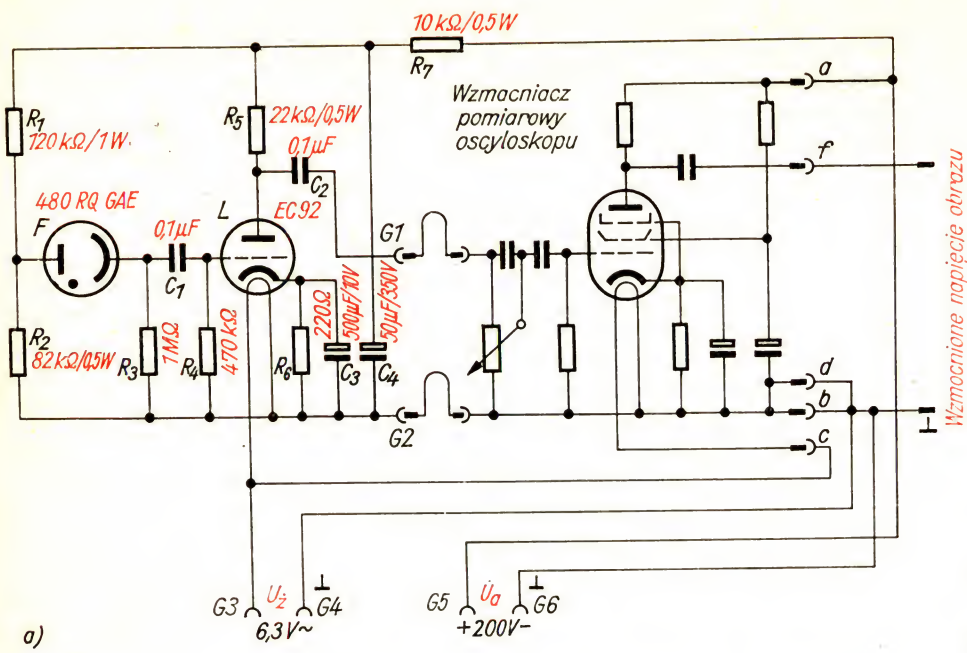 10kΩ/0,5W
R7
a
R1
120kΩ/1W
R5
22kΩ/0,5W
Wzmacniacz
pomiarowy
oscyloskopu
0,1µF
C2
f
480 RQ GAE
F
L
EC92
G1
0,1µF
C1
R2
82kΩ/0,5W
R3
1MΩ
R4
470kΩ
R6
220Ω
500µF/10V
C3
50µF/350V
C4
G2
d
b
c
Wzmocnione napięcie obrazu
G3
Uż
G4
6,3V~
G5
Ua
G6
+200V-
a)